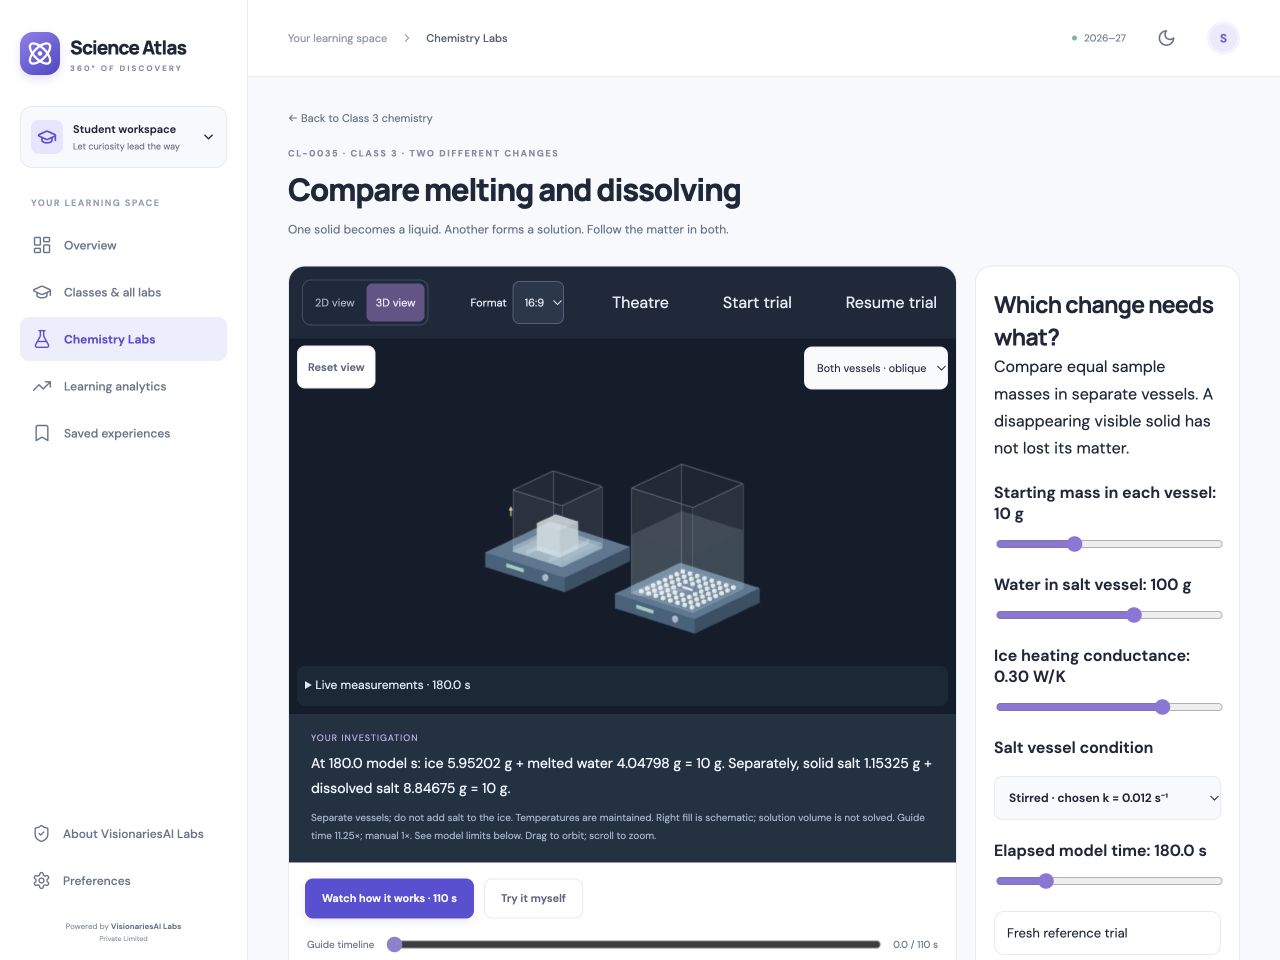 Science Atlas
360° OF DISCOVERY
Student workspace
Let curiosity lead the way
YOUR LEARNING SPACE
Overview
Classes & all labs
Chemistry Labs
Learning analytics
Saved experiences
About VisionariesAI Labs
Preferences
Powered by VisionariesAI Labs
Private Limited
Your learning space
Chemistry Labs
2026–27
S
← Back to Class 3 chemistry
CL-0035 · CLASS 3 · TWO DIFFERENT CHANGES
Compare melting and dissolving
One solid becomes a liquid. Another forms a solution. Follow the matter in both.
2D view
3D view
Format
16:9
Theatre
Start trial
Resume trial
Reset view
Both vessels · oblique
Live measurements · 180.0 s
YOUR INVESTIGATION
At 180.0 model s: ice 5.95202 g + melted water 4.04798 g = 10 g. Separately, solid salt 1.15325 g +
dissolved salt 8.84675 g = 10 g.
Separate vessels; do not add salt to the ice. Temperatures are maintained. Right fill is schematic; solution volume is not solved. Guide
time 11.25×; manual 1×. See model limits below. Drag to orbit; scroll to zoom.
Watch how it works · 110 s
Try it myself
Guide timeline
0.0 / 110 s
Which change needs
what?
Compare equal sample
masses in separate vessels. A
disappearing visible solid has
not lost its matter.
Starting mass in each vessel:
10 g
Water in salt vessel: 100 g
Ice heating conductance:
0.30 W/K
Salt vessel condition
Stirred · chosen k = 0.012 s⁻¹
Elapsed model time: 180.0 s
Fresh reference trial